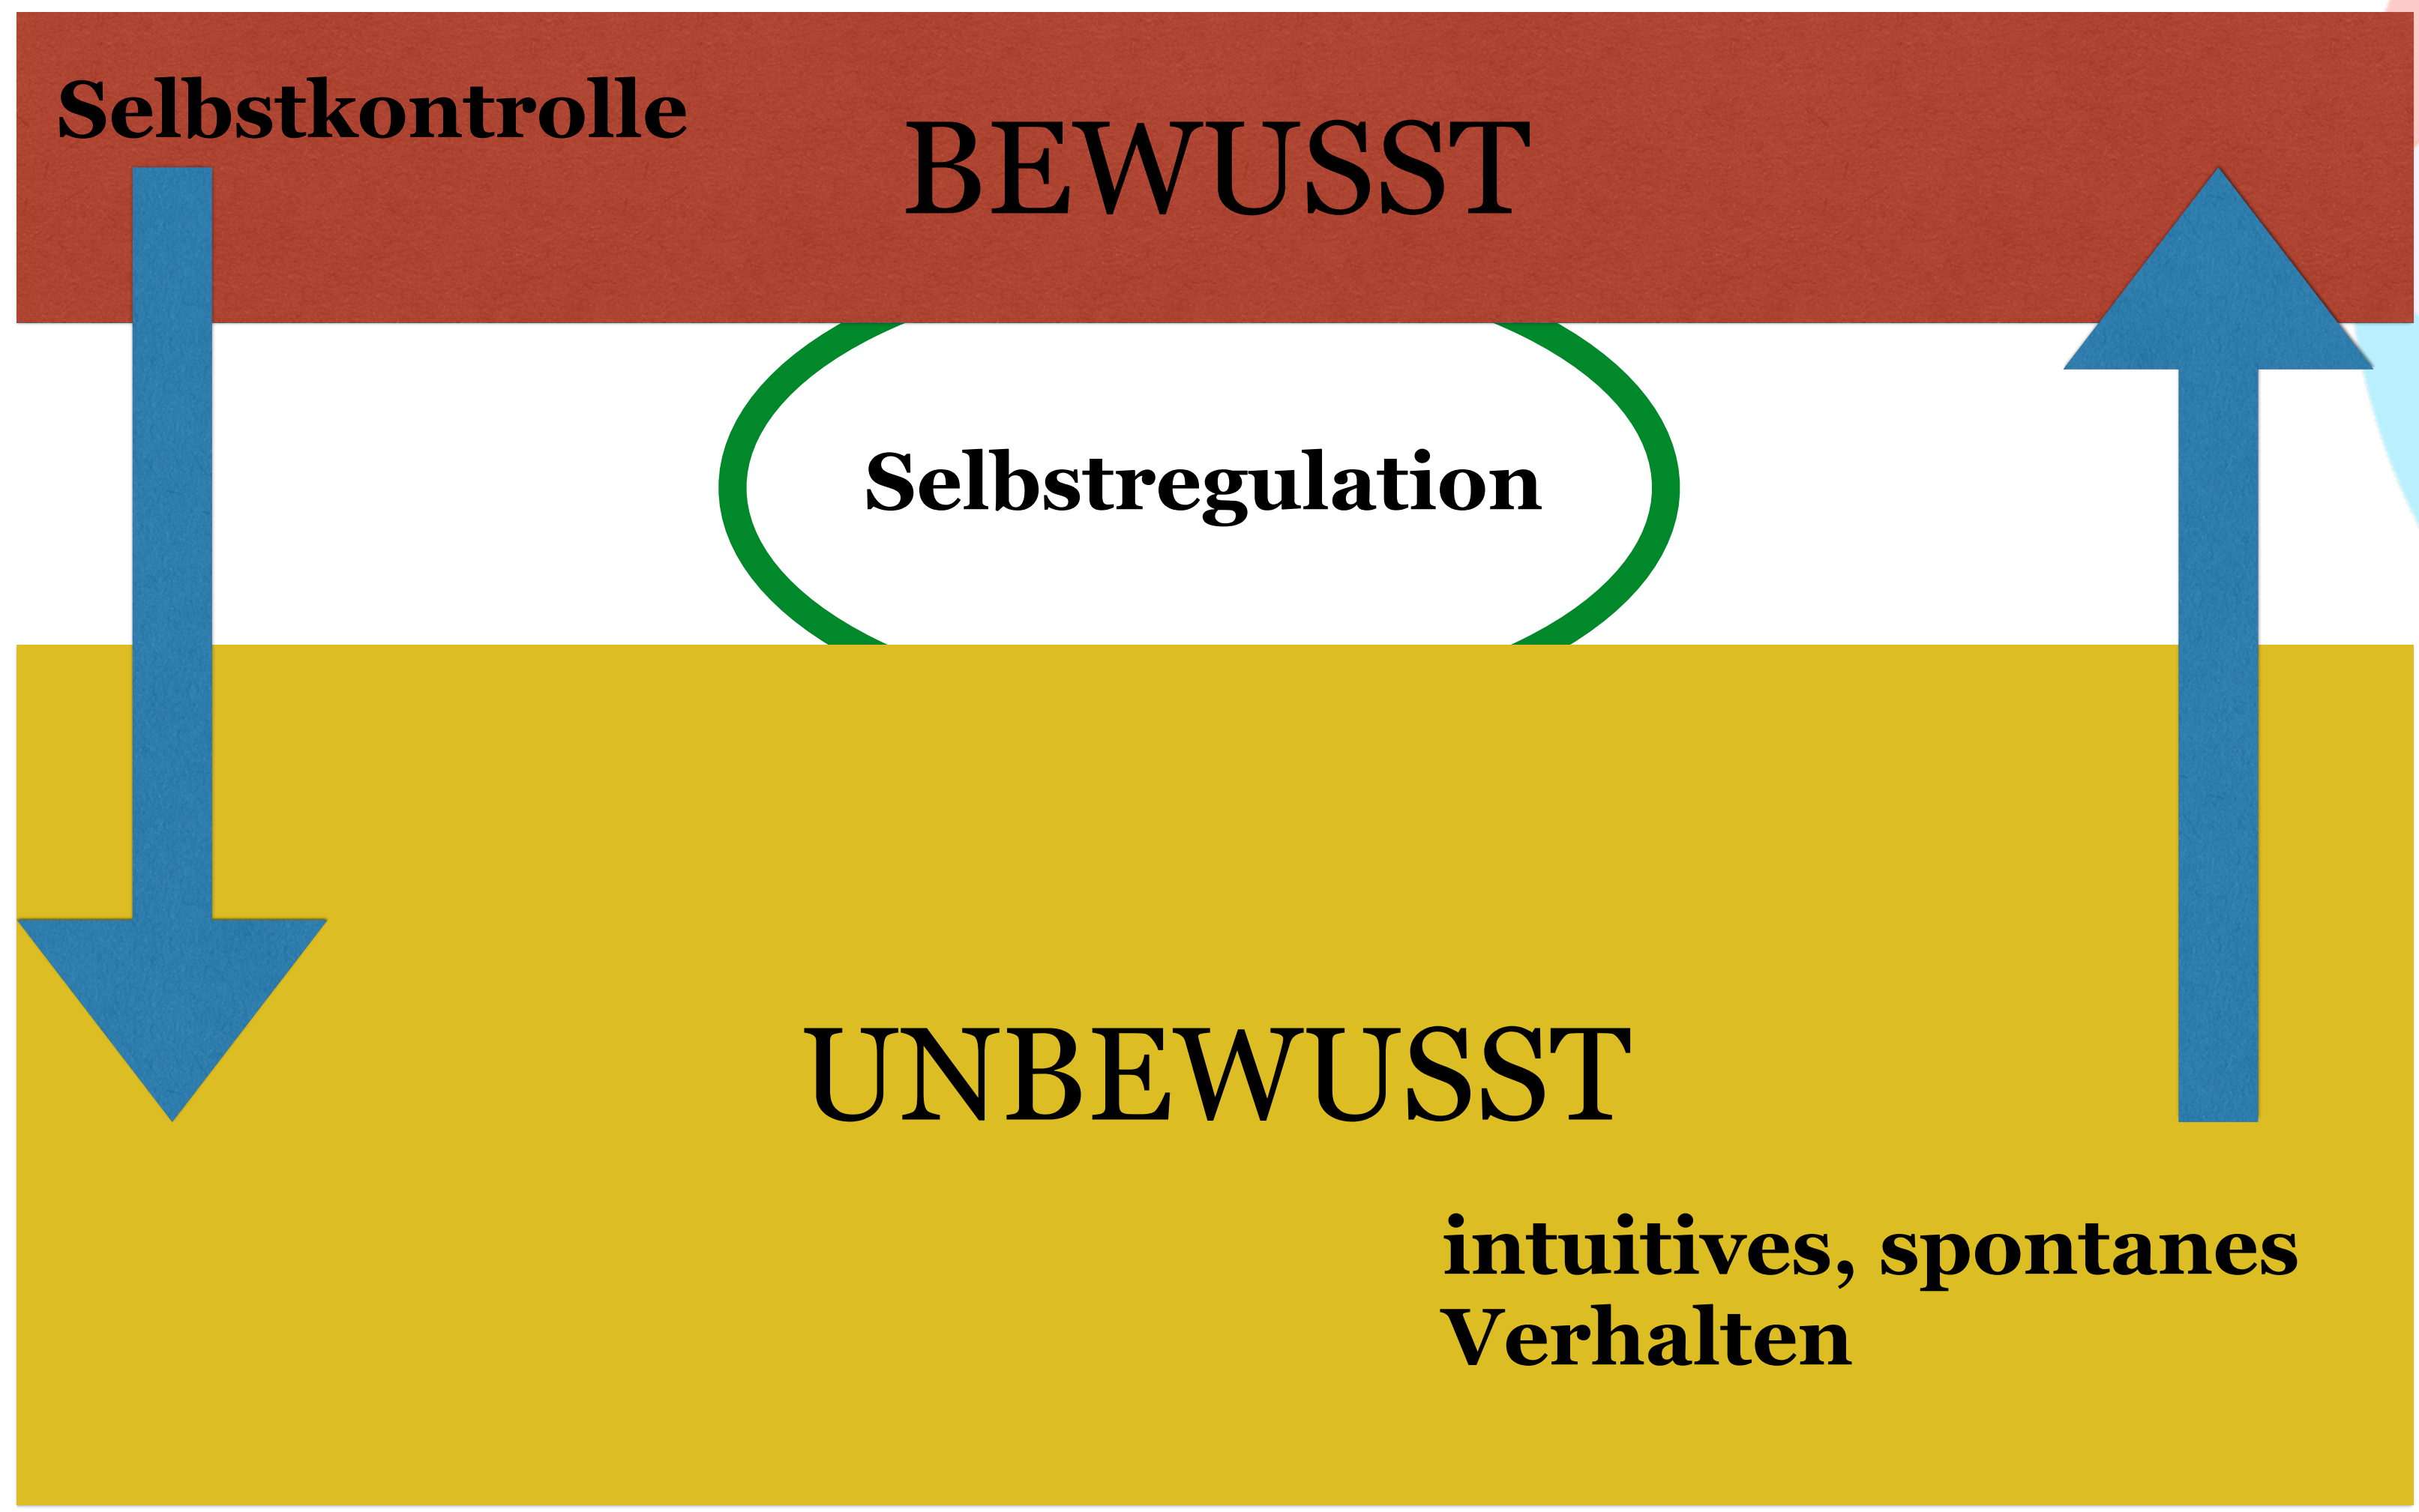 Selbstkontrolle
BEWUSST
Selbstregulation
UNBEWUSST
intuitives, spontanes
Verhalten